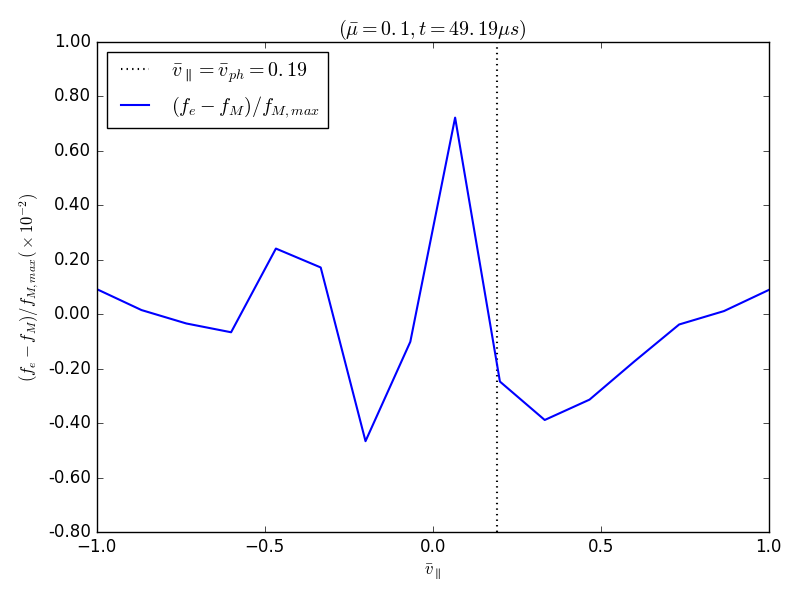 (μ̄ = 0.1, t = 49.19μs)
v̄∥ = v̄ph = 0.19
(fe − fM)/fM,max
1.00
0.80
0.60
0.40
0.20
0.00
-0.20
-0.40
-0.60
-0.80
(fe − fM)/fM,max(×10⁻²)
−1.0 −0.5 0.0 0.5 1.0
v̄∥